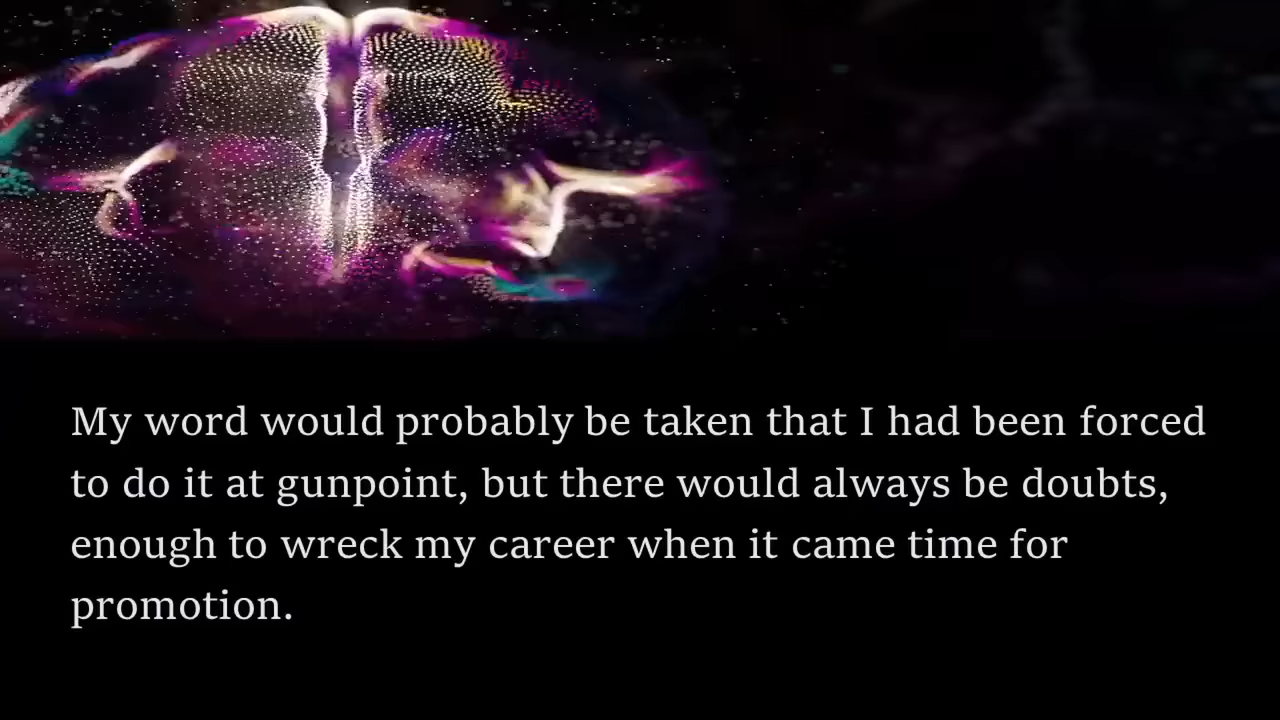 My word would probably be taken that I had been forced
to do it at gunpoint, but there would always be doubts,
enough to wreck my career when it came time for
promotion.